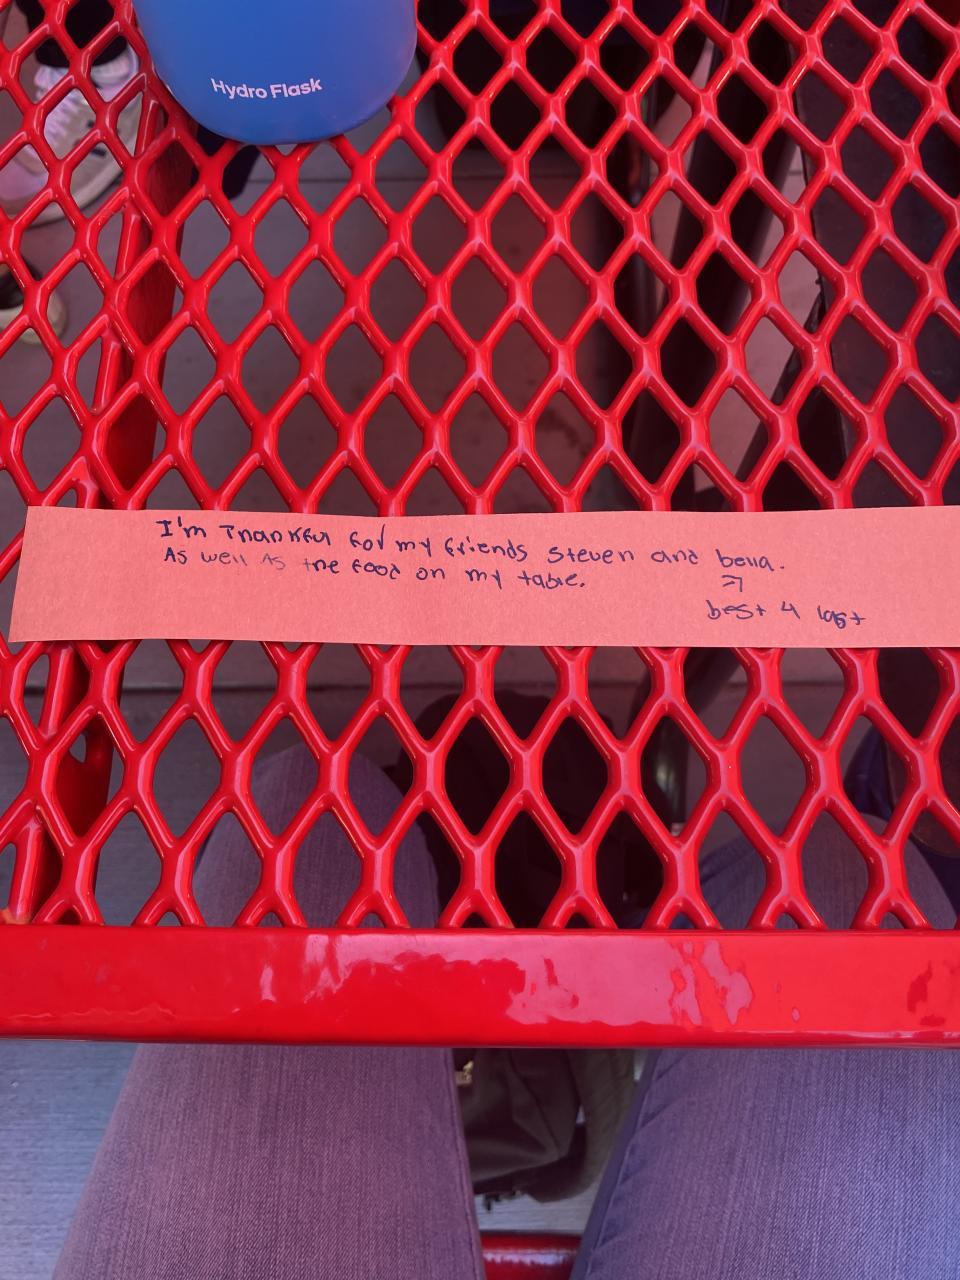 Hydro Flask
I'm Thankful for my friends Steven and bella.
As well As the food on my table.
best 4 last